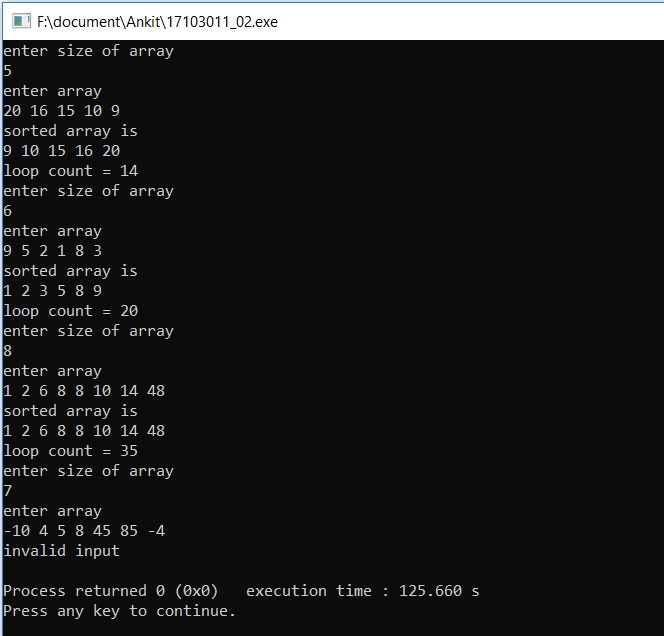 F:\document\Ankit\17103011_02.exe
enter size of array
5
enter array
20 16 15 10 9
sorted array is
9 10 15 16 20
loop count = 14
enter size of array
6
enter array
9 5 2 1 8 3
sorted array is
1 2 3 5 8 9
loop count = 20
enter size of array
8
enter array
1 2 6 8 8 10 14 48
sorted array is
1 2 6 8 8 10 14 48
loop count = 35
enter size of array
7
enter array
-10 4 5 8 45 85 -4
invalid input
Process returned 0 (0x0)   execution time : 125.660 s
Press any key to continue.